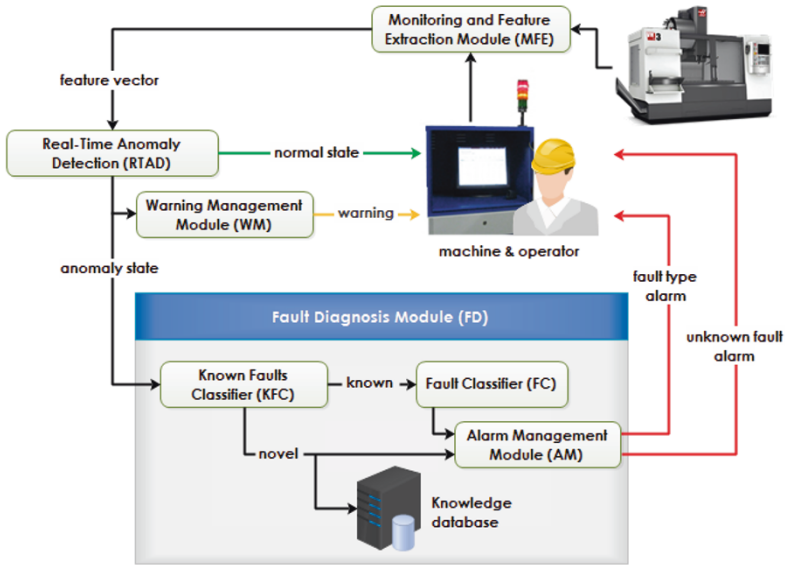 Monitoring and Feature
Extraction Module (MFE)
feature vector
Real-Time Anomaly
Detection (RTAD)
normal state
Warning Management
Module (WM)
warning
machine & operator
anomaly state
fault type
alarm
unknown fault
alarm
Fault Diagnosis Module (FD)
Known Faults
Classifier (KFC)
known
Fault Classifier (FC)
Alarm Management
Module (AM)
novel
Knowledge
database